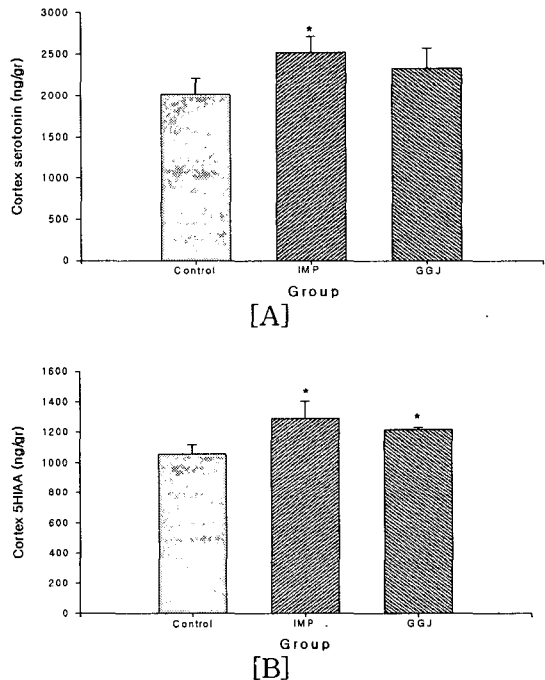 Cortex serotonin (ng/gr)
3000
2500
2000
1500
1000
500
0
*
Control IMP GGJ
Group
[A]
Cortex 5HIAA (ng/gr)
1600
1400
1200
1000
800
600
400
200
0
* *
Control IMP GGJ
Group
[B]